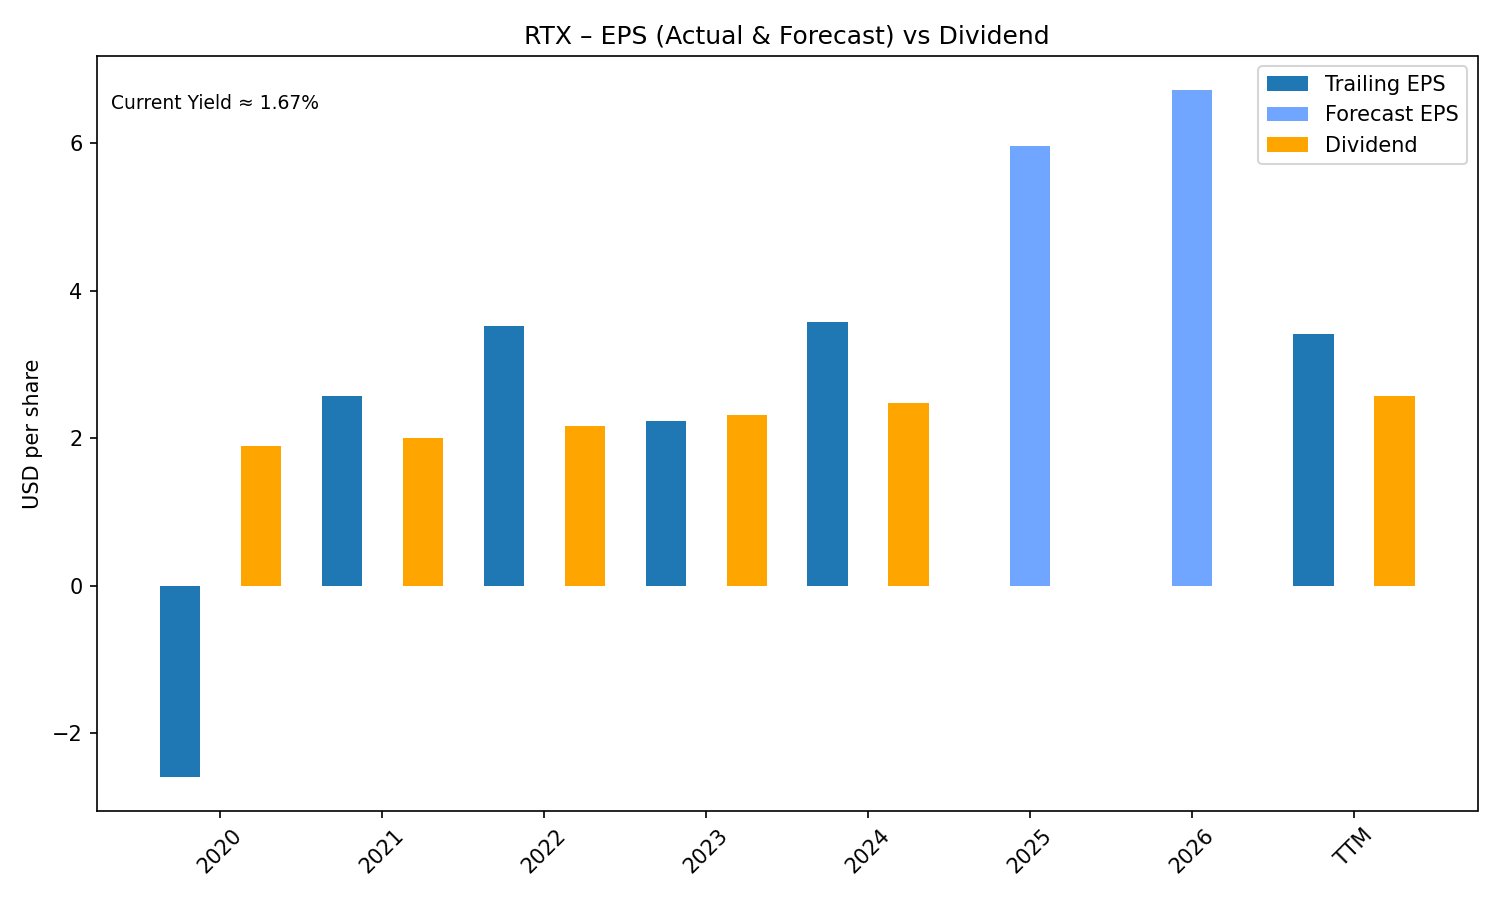 RTX – EPS (Actual & Forecast) vs Dividend
Current Yield ≈ 1.67%
Trailing EPS
Forecast EPS
Dividend
USD per share
6
4
2
0
−2
2020
2021
2022
2023
2024
2025
2026
TTM